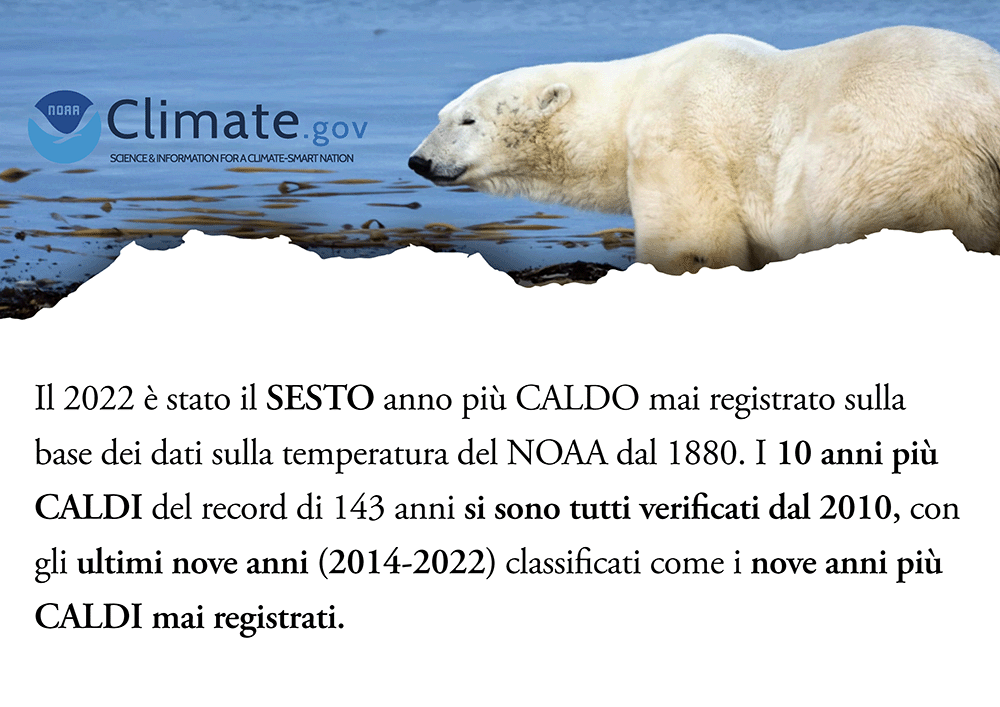 NOAA
Climate.gov
SCIENCE & INFORMATION FOR A CLIMATE-SMART NATION
Il 2022 è stato il SESTO anno più CALDO mai registrato sulla
base dei dati sulla temperatura del NOAA dal 1880. I 10 anni più
CALDI del record di 143 anni si sono tutti verificati dal 2010, con
gli ultimi nove anni (2014-2022) classificati come i nove anni più
CALDI mai registrati.